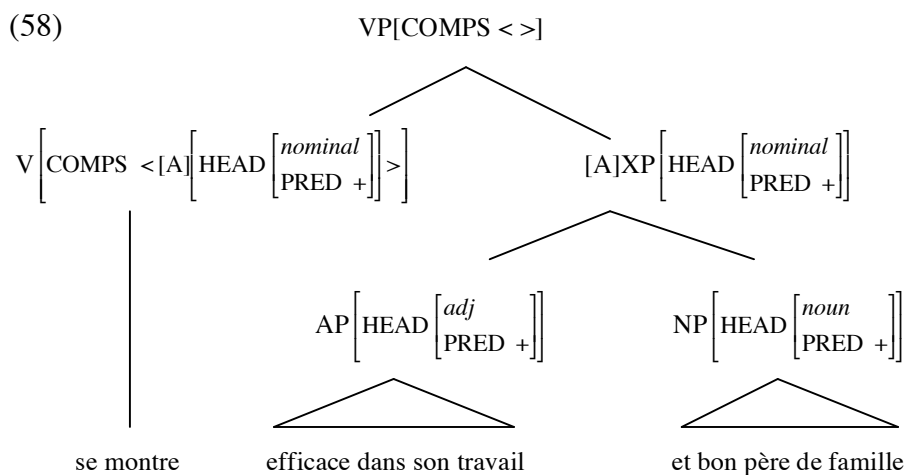 (58) VP[COMPS < >]
V[COMPS <[A][HEAD [nominal PRED +]]>] [A]XP[HEAD [nominal PRED +]]
AP[HEAD [adj PRED +]] NP[HEAD [noun PRED +]]
se montre efficace dans son travail et bon père de famille